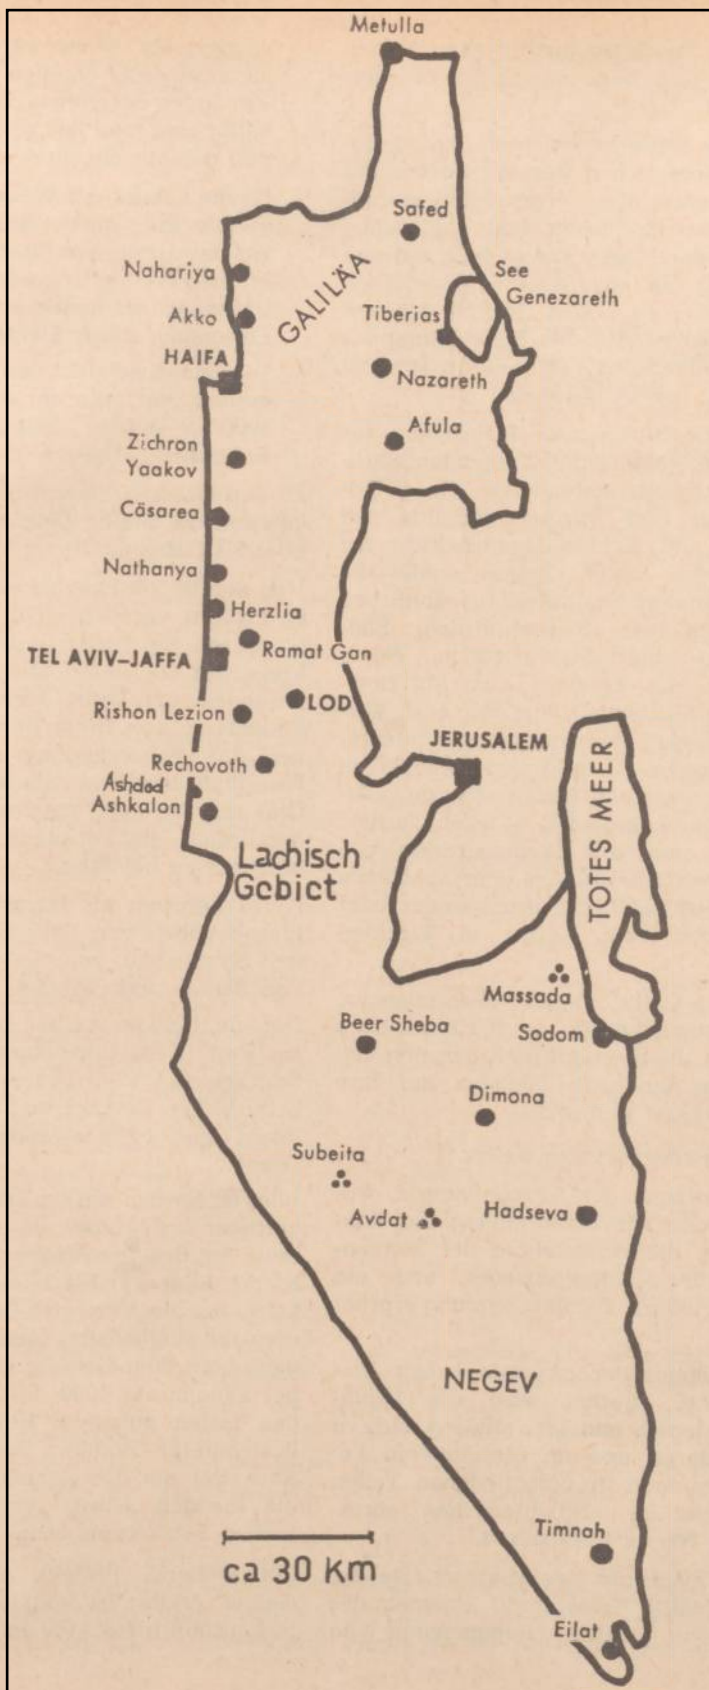 Metulla
Safed
See
Genezareth
Nahariya
GALILÄA
Tiberias
Akko
HAIFA
Nazareth
Afula
Zichron
Yaakov
Cäsarea
Nathanya
Herzlia
Ramat Gan
TEL AVIV–JAFFA
LOD
Rishon Lezion
JERUSALEM
Rechovoth
TOTES MEER
Ashdod
Ashkalon
Lachisch
Gebiet
Massada
Beer Sheba
Sodom
Dimona
Subeita
Avdat
Hadseva
NEGEV
Timnah
ca 30 Km
Eilat